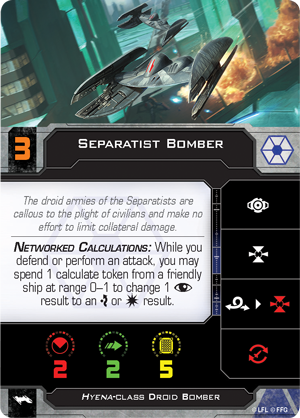 3
Separatist Bomber
The droid armies of the Separatists are
callous to the plight of civilians and make no
effort to limit collateral damage.
Networked Calculations: While you
defend or perform an attack, you may
spend 1 calculate token from a friendly
ship at range 0–1 to change 1
result to an or result.
2 2 5
Hyena-class Droid Bomber
©LFL ©FFG